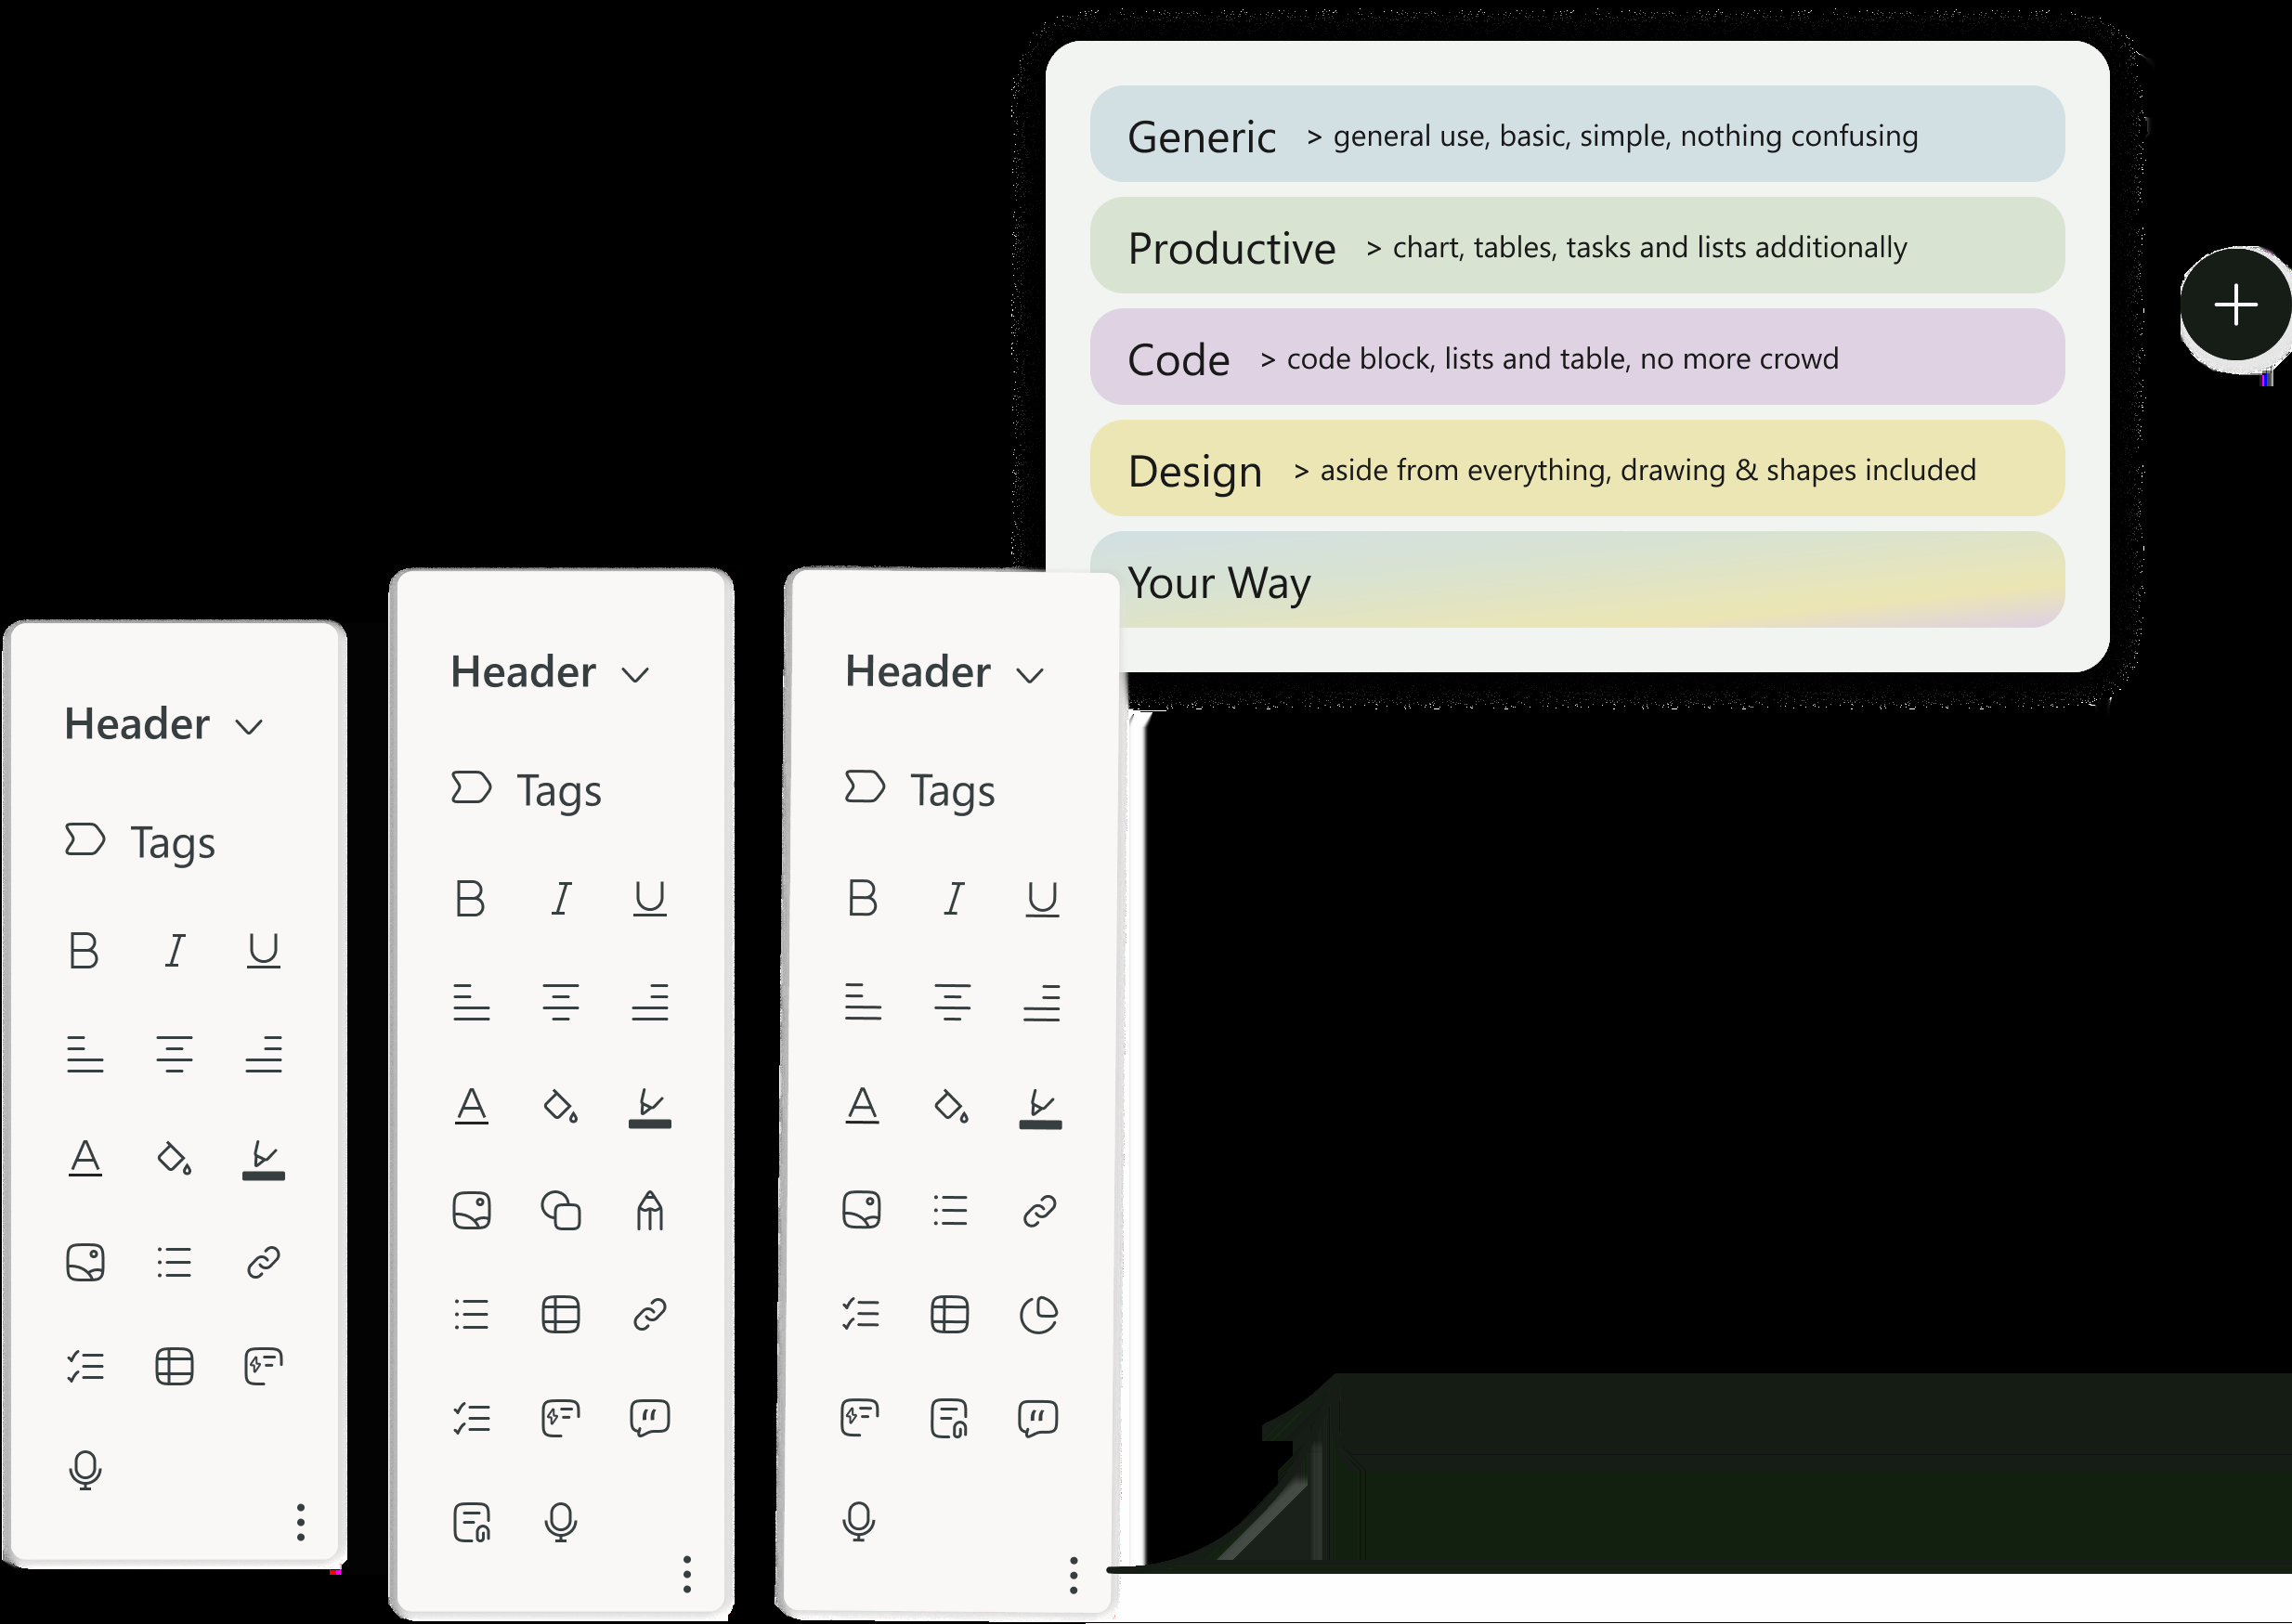 Generic > general use, basic, simple, nothing confusing
Productive > chart, tables, tasks and lists additionally
Code > code block, lists and table, no more crowd
Design > aside from everything, drawing & shapes included
Your Way
Header
Tags
B I U
A
Header
Tags
B I U
A
Header
Tags
B I U
A